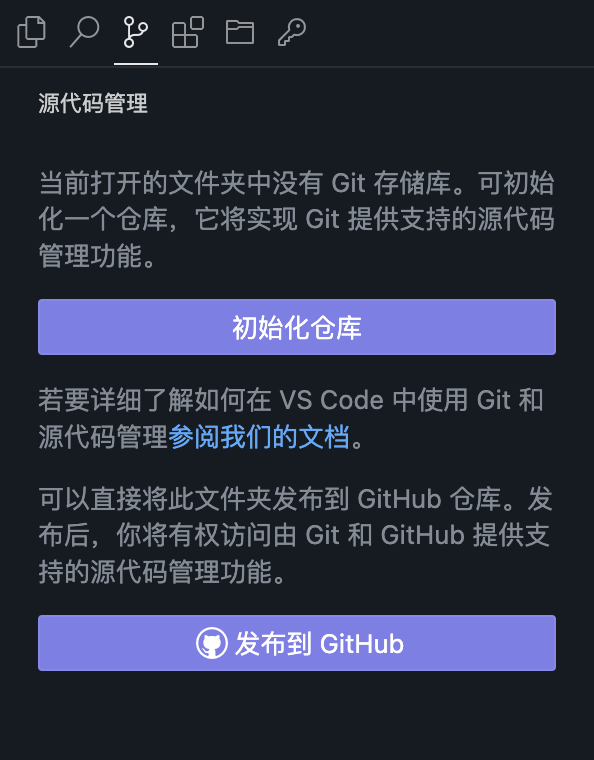 源代码管理
当前打开的文件夹中没有 Git 存储库。可初始
化一个仓库，它将实现 Git 提供支持的源代码
管理功能。
初始化仓库
若要详细了解如何在 VS Code 中使用 Git 和
源代码管理参阅我们的文档。
可以直接将此文件夹发布到 GitHub 仓库。发
布后，你将有权访问由 Git 和 GitHub 提供支
持的源代码管理功能。
发布到 GitHub